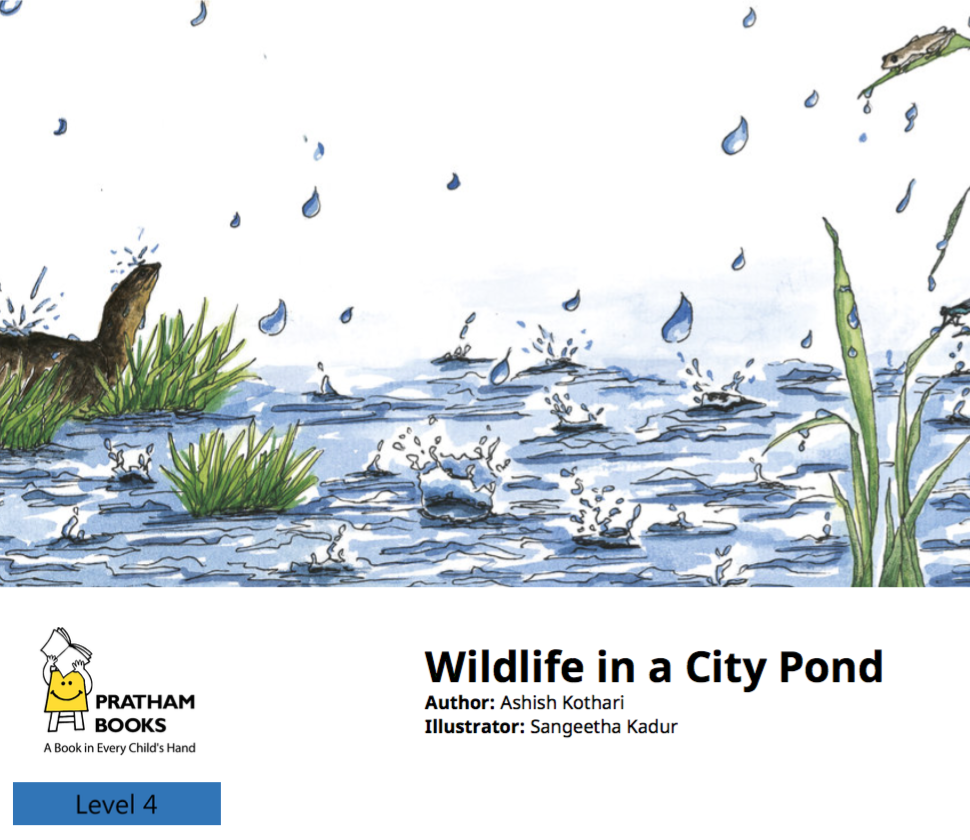 Wildlife in a City Pond
Author: Ashish Kothari
Illustrator: Sangeetha Kadur
PRATHAM
BOOKS
A Book in Every Child's Hand
Level 4